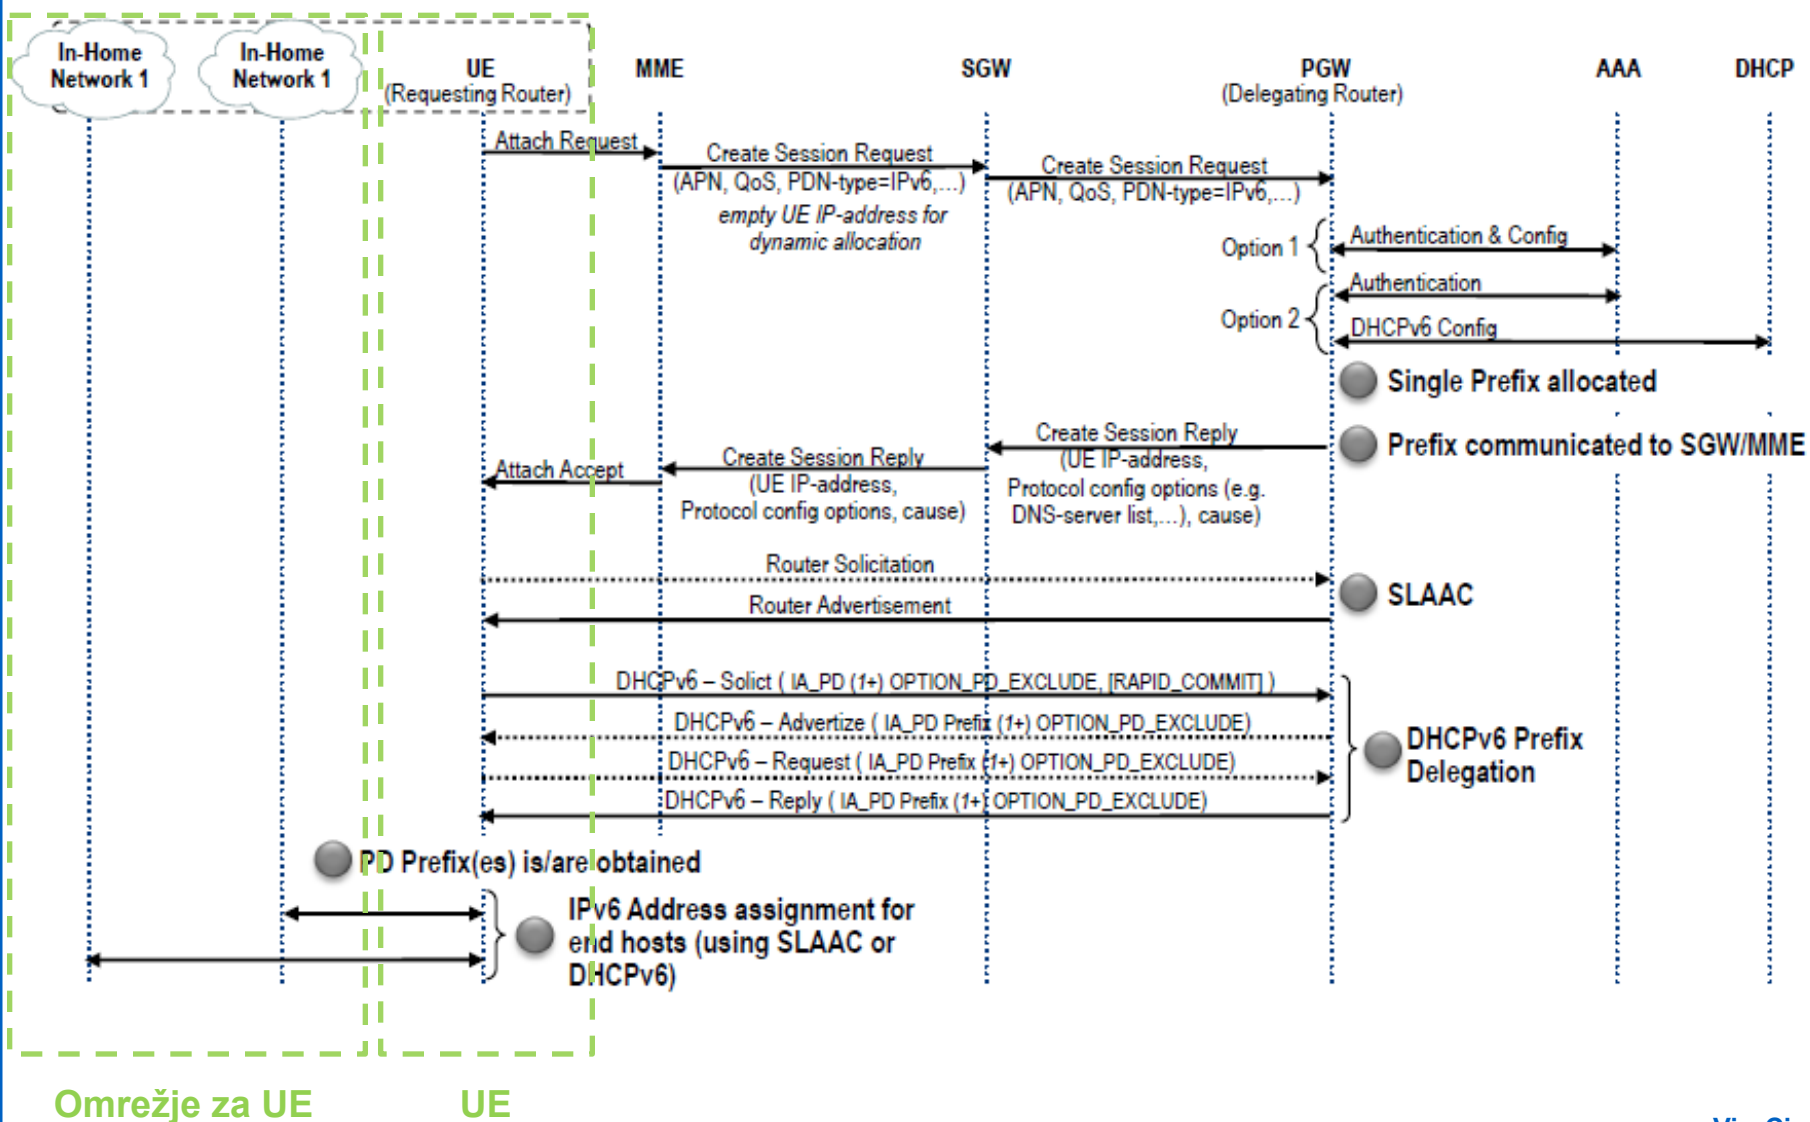 In-Home
Network 1
In-Home
Network 1
UE
(Requesting Router)
MME
SGW
PGW
(Delegating Router)
AAA
DHCP
Attach Request
Create Session Request
(APN, QoS, PDN-type=IPv6,...)
empty UE IP-address for
dynamic allocation
Create Session Request
(APN, QoS, PDN-type=IPv6,...)
Option 1
Authentication & Config
Option 2
Authentication
DHCPv6 Config
Single Prefix allocated
Prefix communicated to SGW/MME
Create Session Reply
(UE IP-address,
Protocol config options (e.g.
DNS-server list,...), cause)
Create Session Reply
(UE IP-address,
Protocol config options, cause)
Attach Accept
Router Solicitation
Router Advertisement
SLAAC
DHCPv6 – Solict ( IA_PD (1+) OPTION_PD_EXCLUDE, [RAPID_COMMIT] )
DHCPv6 – Advertize ( IA_PD Prefix (1+) OPTION_PD_EXCLUDE)
DHCPv6 – Request ( IA_PD Prefix (1+) OPTION_PD_EXCLUDE)
DHCPv6 – Reply ( IA_PD Prefix (1+) OPTION_PD_EXCLUDE)
DHCPv6 Prefix
Delegation
PD Prefix(es) is/are obtained
IPv6 Address assignment for
end hosts (using SLAAC or
DHCPv6)
Omrežje za UE
UE